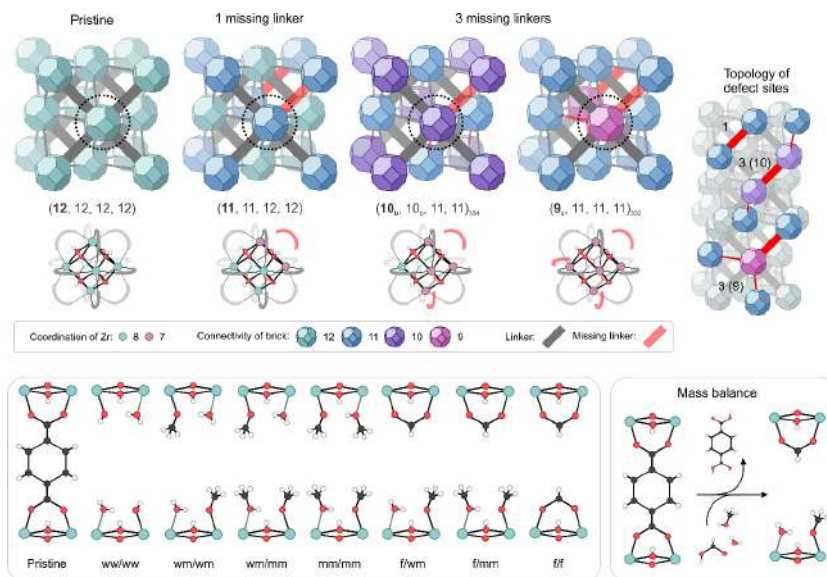 Pristine
1 missing linker
3 missing linkers
Topology of
defect sites
1
3 (10)
3 (9)
(12, 12, 12, 12)
(11, 11, 12, 12)
(10b, 10b, 11, 11)334
(9c, 11, 11, 11)332
Coordination of Zr: 8 7 Connectivity of brick: 12 11 10 9 Linker: Missing linker:
Mass balance
Pristine ww/ww wm/wm wm/mm mm/mm f/wm f/mm f/f